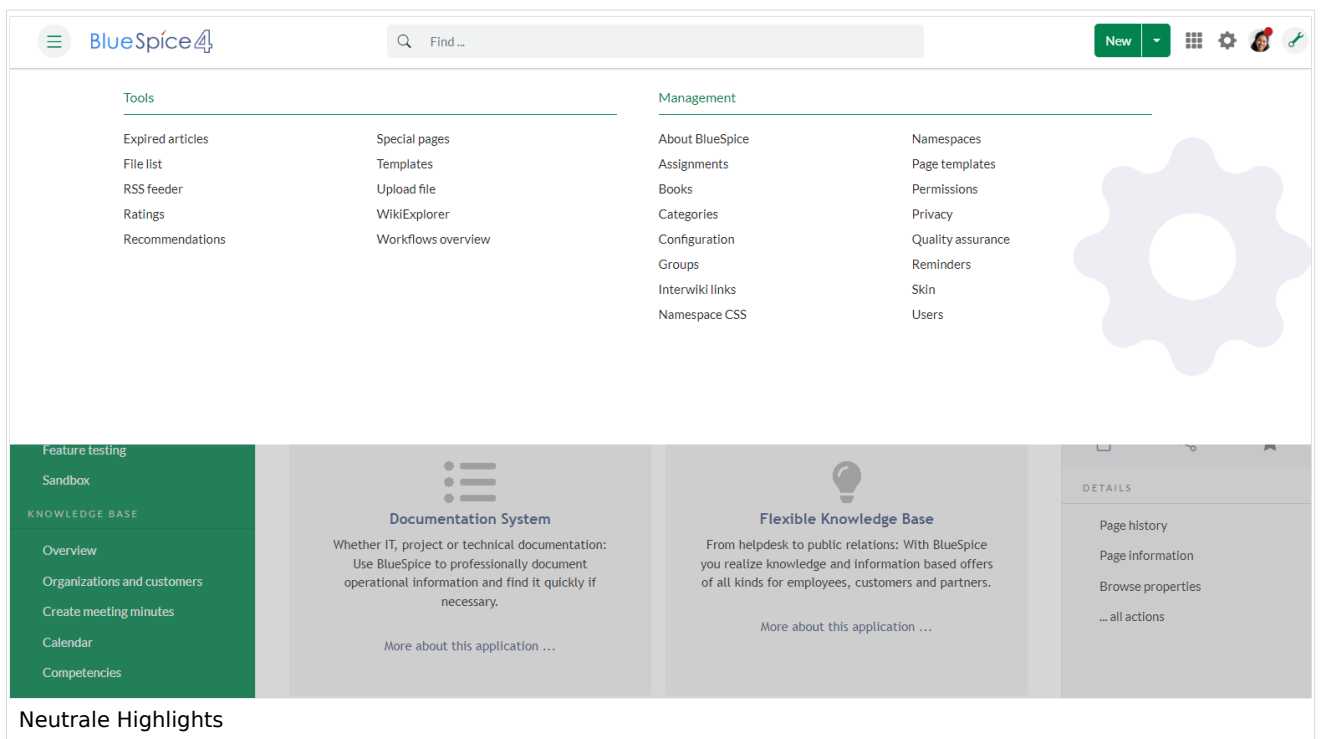 BlueSpice 4
Find ...
New
Tools
Expired articles
File list
RSS feeder
Ratings
Recommendations
Special pages
Templates
Upload file
WikiExplorer
Workflows overview
Management
About BlueSpice
Assignments
Books
Categories
Configuration
Groups
Interwiki links
Namespace CSS
Namespaces
Page templates
Permissions
Privacy
Quality assurance
Reminders
Skin
Users
Feature testing
Sandbox
KNOWLEDGE BASE
Overview
Organizations and customers
Create meeting minutes
Calendar
Competencies
Documentation System
Whether IT, project or technical documentation:
Use BlueSpice to professionally document
operational information and find it quickly if
necessary.
More about this application ...
Flexible Knowledge Base
From helpdesk to public relations: With BlueSpice
you realize knowledge and information based offers
of all kinds for employees, customers and partners.
More about this application ...
DETAILS
Page history
Page information
Browse properties
... all actions
Neutrale Highlights